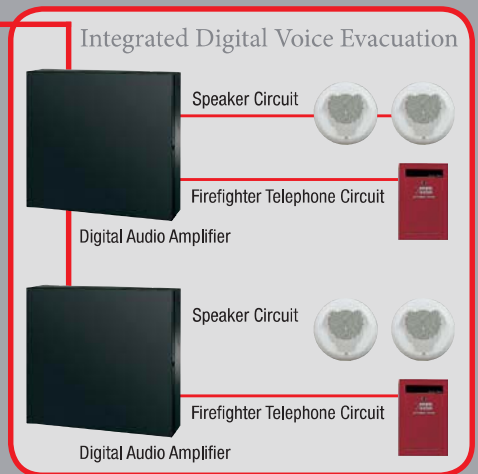 Integrated Digital Voice Evacuation
Speaker Circuit
Firefighter Telephone Circuit
Digital Audio Amplifier
Speaker Circuit
Firefighter Telephone Circuit
Digital Audio Amplifier